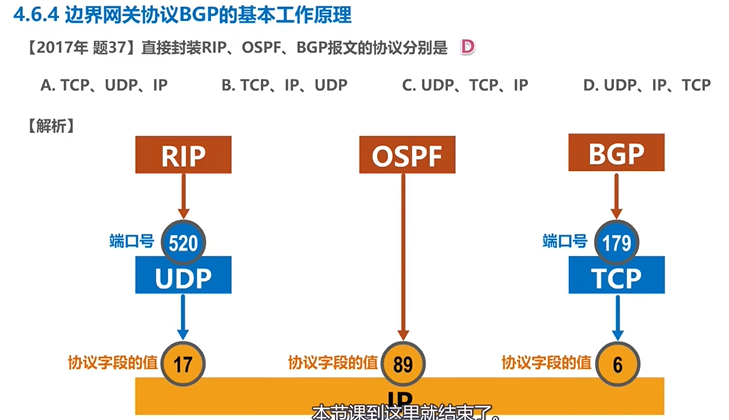 4.6.4 边界网关协议BGP的基本工作原理
【2017年 题37】直接封装RIP、OSPF、BGP报文的协议分别是 D
A. TCP、UDP、IP B. TCP、IP、UDP C. UDP、TCP、IP D. UDP、IP、TCP
【解析】
RIP OSPF BGP
端口号 520 端口号 179
UDP TCP
协议字段的值 17 协议字段的值 89 协议字段的值 6
IP
本节课到这里就结束了。